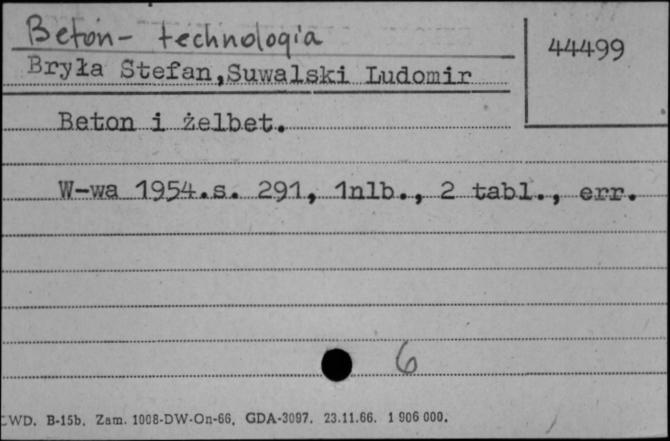 Beton - technologia
44499
Bryła Stefan, Suwalski Ludomir
Beton i żelbet.
W-wa 1954.s. 291, 1nlb., 2 tabl., err.
6
CWD. B-15b. Zam. 1008-DW-On-66. GDA-3097. 23.11.66. 1 906 000.